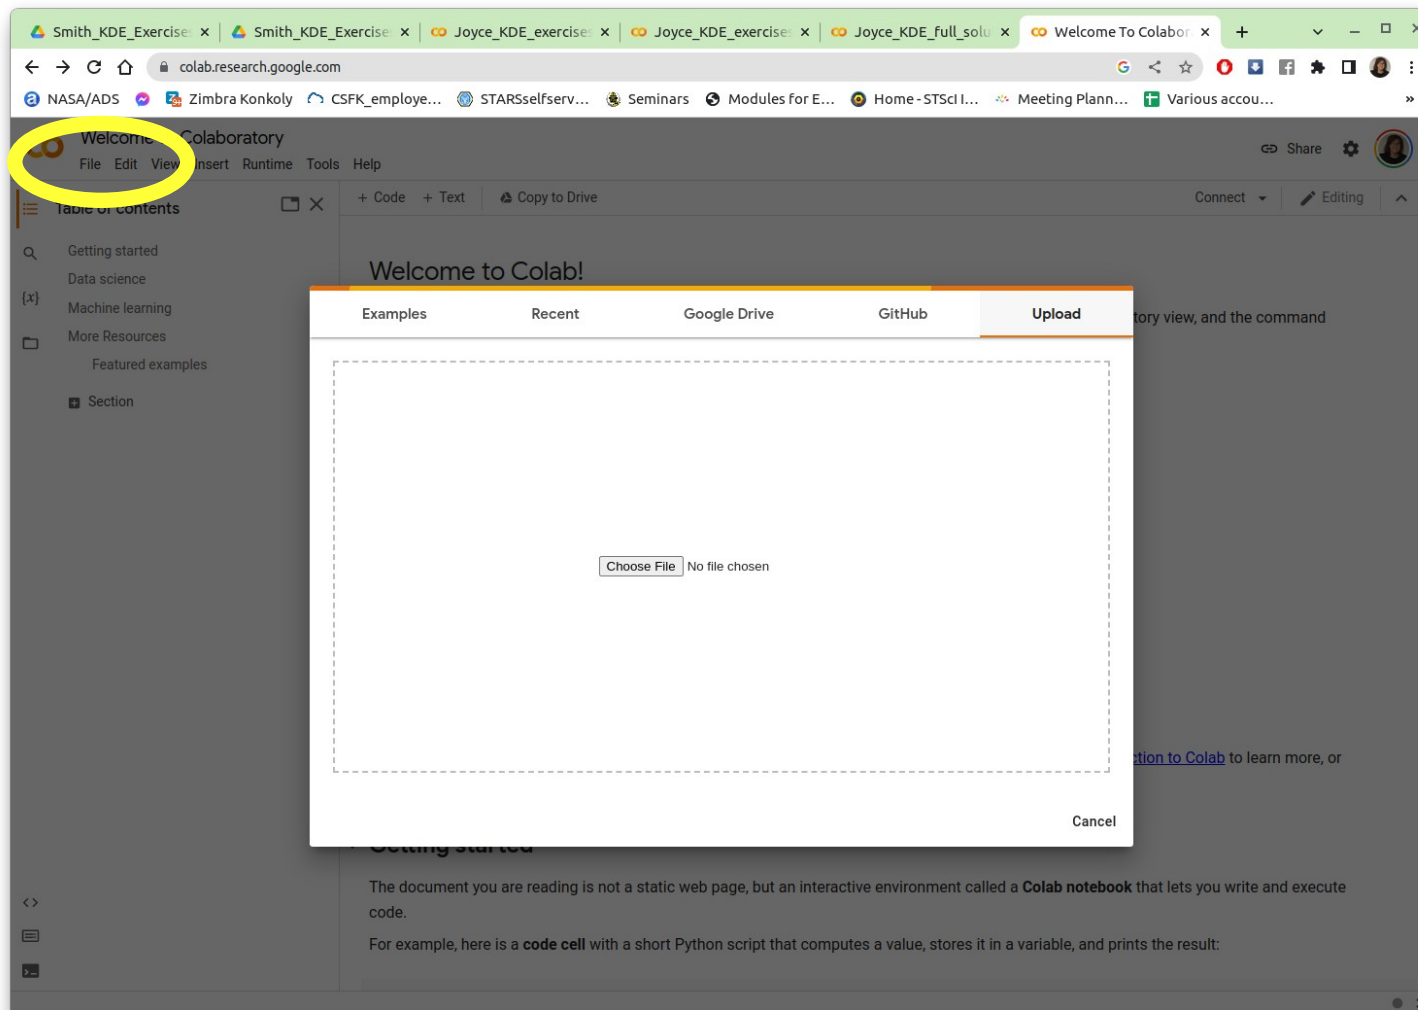 Smith_KDE_Exercise Smith_KDE_Exercise Joyce_KDE_exercises Joyce_KDE_exercises Joyce_KDE_full_solu Welcome To Colabor
colab.research.google.com
NASA/ADS Zimbra Konkoly CSFK_employe... STARSselfserv... Seminars Modules for E... Home - STScI I... Meeting Plann... Various accou... »
Welcome Colaboratory
File Edit View Insert Runtime Tools Help
Share
Table of contents
+ Code + Text Copy to Drive
Connect Editing
Getting started
Data science
{x}
Machine learning
More Resources
Featured examples
Section
Welcome to Colab!
tory view, and the command
Examples Recent Google Drive GitHub Upload
Choose File No file chosen
ction to Colab to learn more, or
Cancel
Getting started
The document you are reading is not a static web page, but an interactive environment called a Colab notebook that lets you write and execute
code.
For example, here is a code cell with a short Python script that computes a value, stores it in a variable, and prints the result: